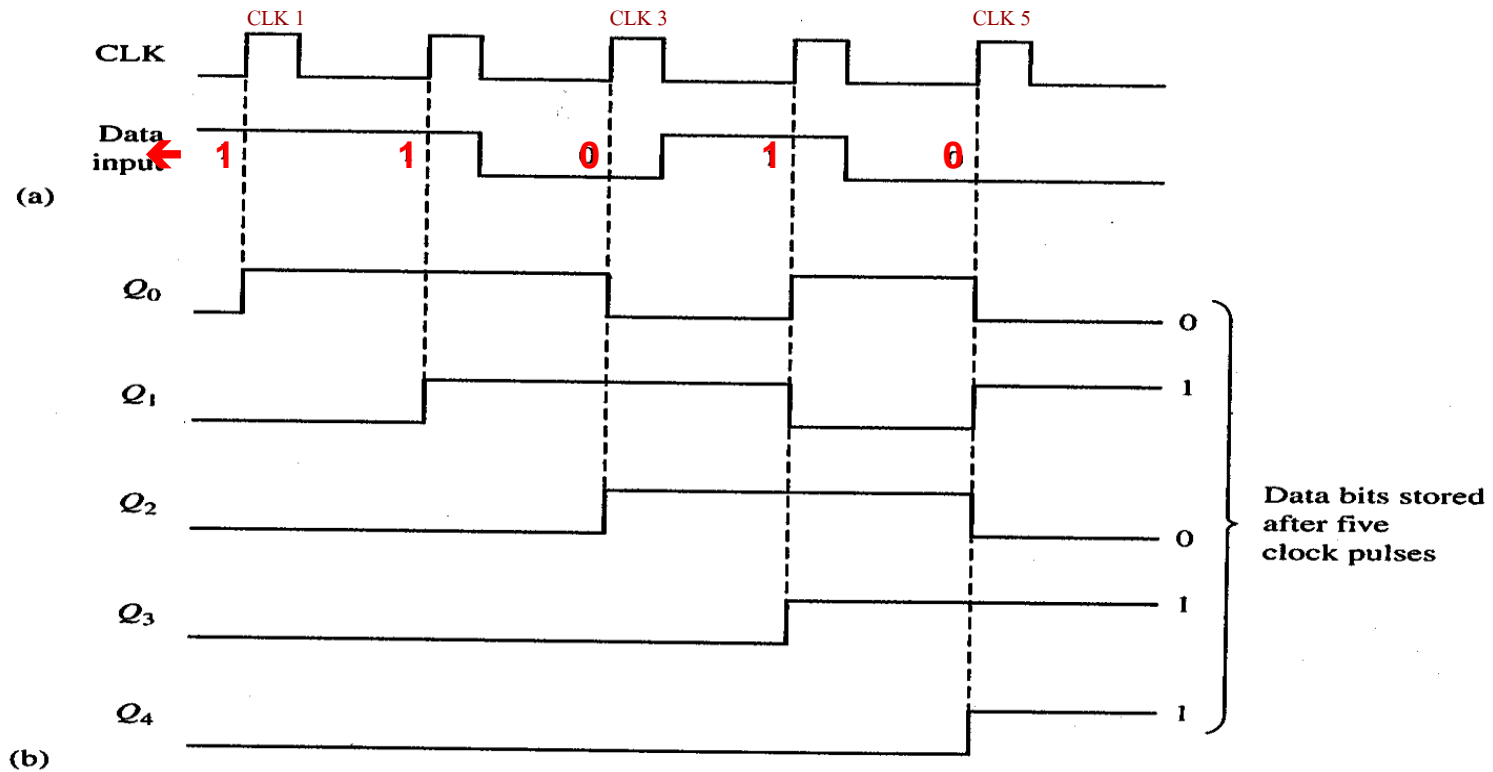 CLK 1
CLK 3
CLK 5
CLK
Data
input
1 1 0 1 0
(a)
Q0
0
Q1
1
Q2
0
Data bits stored
after five
clock pulses
Q3
1
Q4
1
(b)